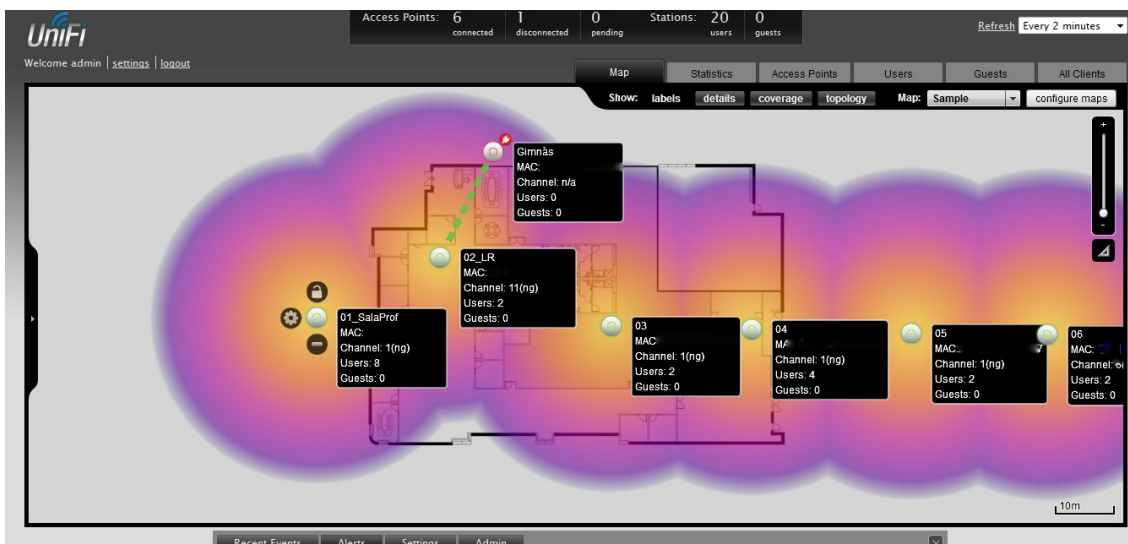 UniFi
Access Points: 6 connected 1 disconnected 0 pending Stations: 20 users 0 guests
Refresh Every 2 minutes
Welcome admin settings logout
Map Statistics Access Points Users Guests All Clients
Show: labels details coverage topology Map: Sample configure maps
+
-
Gimnàs
MAC:
Channel: n/a
Users: 0
Guests: 0
02_LR
MAC:
Channel: 11(ng)
Users: 2
Guests: 0
01_SalaProf
MAC:
Channel: 1(ng)
Users: 8
Guests: 0
03
MAC
Channel: 1(ng)
Users: 2
Guests: 0
04
Channel: 1(ng)
Users: 4
Guests: 0
05
MAC:
Channel: 1(ng)
Users: 2
Guests: 0
06
MAC:
Channel:
Users: 2
Guests: 0
10m
Recent Events Alerts Settings Admin